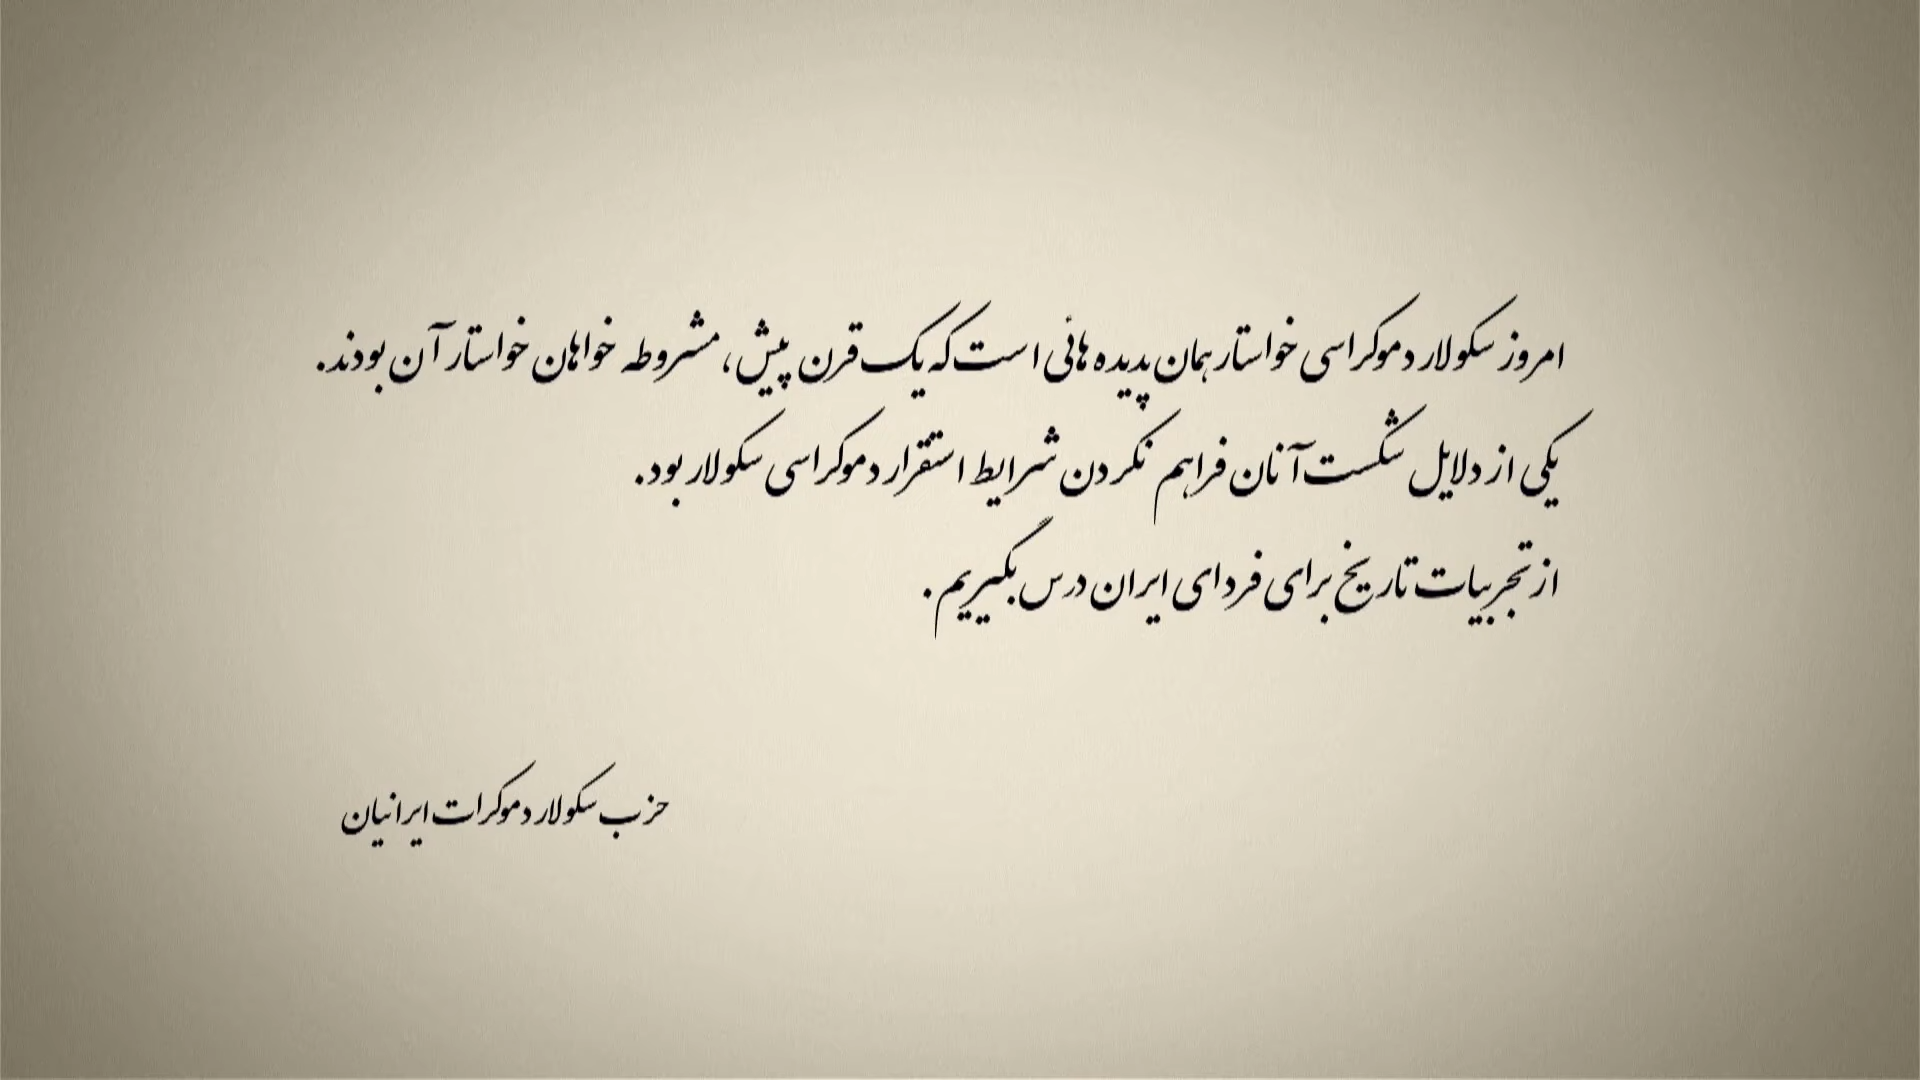 امروز سکولار دموکراسی خواستار همان پدیده هائی است که یک قرن پیش، مشروطه خواهان خواستار آن بودند.
یکی از دلایل شکست آنان فراهم نکردن شرایط استقرار دموکراسی سکولار بود.
از تجربیات تاریخ برای فردای ایران درس بگیریم.
حزب سکولار دموکرات ایرانیان